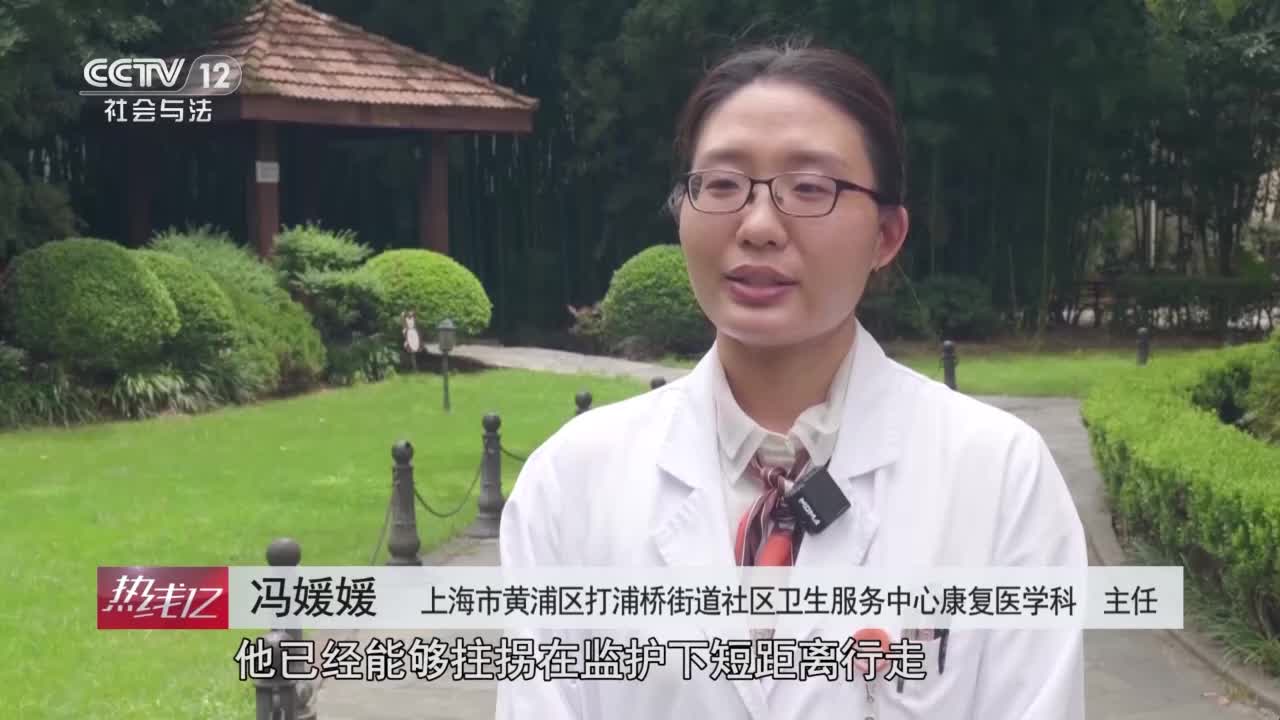 CCTV 12
社会与法
热线12
冯媛媛 上海市黄浦区打浦桥街道社区卫生服务中心康复医学科 主任
他已经能够拄拐在监护下短距离行走